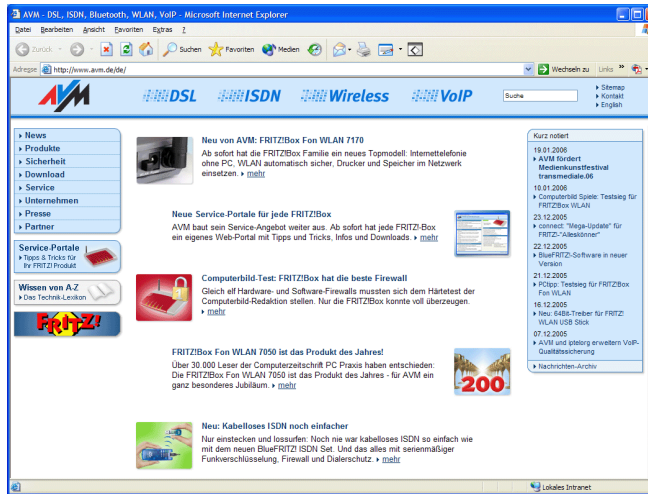 AVM - DSL, ISDN, Bluetooth, WLAN, VoIP - Microsoft Internet Explorer
Datei Bearbeiten Ansicht Favoriten Extras ?
Zurück Suchen Favoriten Medien
Adresse http://www.avm.de/de/ Wechseln zu Links
AVM DSL ISDN Wireless VoIP Suche
Sitemap
Kontakt
English
News
Produkte
Sicherheit
Download
Service
Unternehmen
Presse
Partner
Service-Portale
Tipps & Tricks für
Ihr FRITZ! Produkt
Wissen von A-Z
Das Technik-Lexikon
FRITZ!
Neu von AVM: FRITZ!Box Fon WLAN 7170
Ab sofort hat die FRITZ!Box Familie ein neues Topmodell: Internettelefonie
ohne PC, WLAN automatisch sicher, Drucker und Speicher im Netzwerk
einsetzen. mehr
Neue Service-Portale für jede FRITZ!Box
AVM baut sein Service-Angebot weiter aus. Ab sofort hat jede FRITZ!-Box
ein eigenes Web-Portal mit Tipps und Tricks, Infos und Downloads. mehr
Computerbild-Test: FRITZ!Box hat die beste Firewall
Gleich elf Hardware- und Software-Firewalls mussten sich dem Härtetest der
Computerbild-Redaktion stellen. Nur die FRITZ!Box konnte voll überzeugen.
mehr
FRITZ!Box Fon WLAN 7050 ist das Produkt des Jahres!
Über 30.000 Leser der Computerzeitschrift PC Praxis haben entschieden:
Die FRITZ!Box Fon WLAN 7050 ist das Produkt des Jahres - für AVM ein
ganz besonderes Jubiläum. mehr
200
Neu: Kabelloses ISDN noch einfacher
Nur einstecken und lossurfen: Noch nie war kabelloses ISDN so einfach wie
mit dem neuen BlueFRITZ! ISDN Set. Und das alles mit serienmäßiger
Funkverschlüsselung, Firewall und Dialerschutz. mehr
Kurz notiert
19.01.2006
AVM fördert
Medienkunstfestival
transmediale.06
10.01.2006
Computerbild Spiele: Testsieg für
FRITZ!Box WLAN
23.12.2005
connect: "Mega-Update" für
FRITZ!-"Alleskönner"
22.12.2005
BlueFRITZ!-Software in neuer
Version
21.12.2005
PCtipp: Testsieg für FRITZ!Box
Fon WLAN
16.12.2005
Neu: 64Bit-Treiber für FRITZ!
WLAN USB Stick
07.12.2005
AVM und iptelorg erweitern VoIP-
Qualitätssicherung
Nachrichten-Archiv
Lokales Intranet